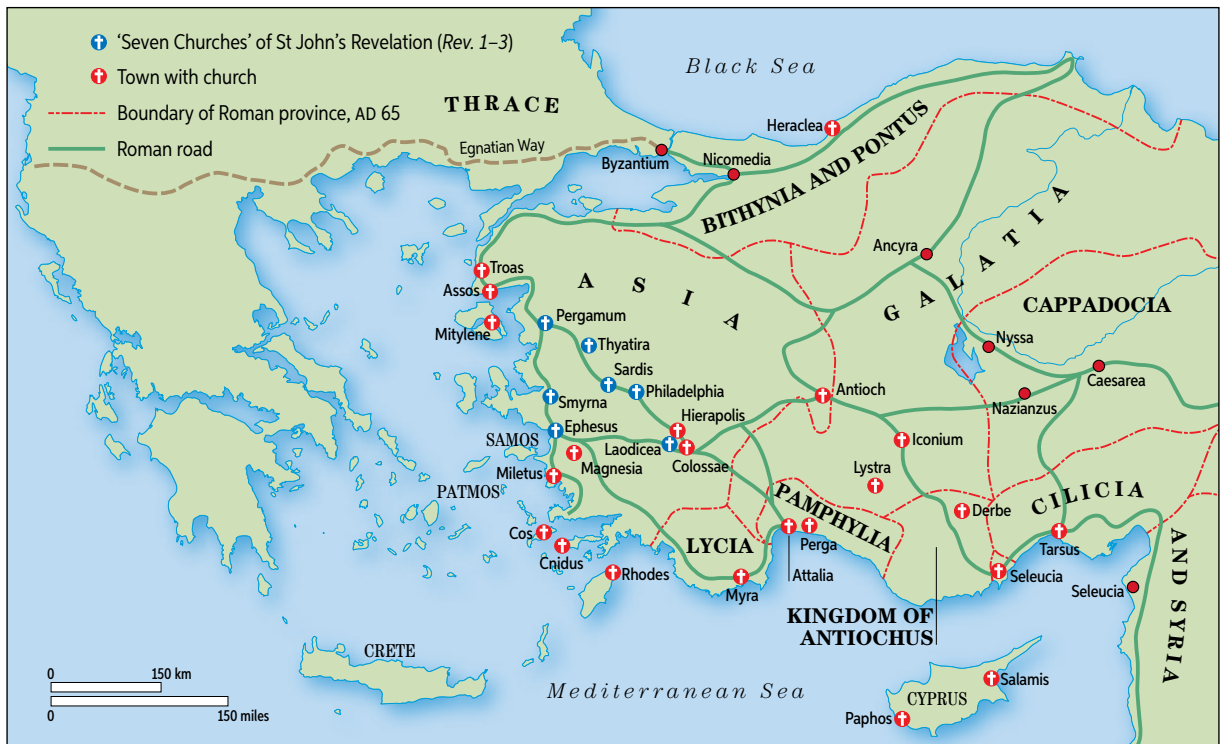 ‘Seven Churches’ of St John’s Revelation (Rev. 1–3)
Town with church
Boundary of Roman province, AD 65
Roman road
Black Sea
THRACE
Egnatian Way
Byzantium
Nicomedia
Heraclea
BITHYNIA AND PONTUS
Ancyra
GALATIA
CAPPADOCIA
Troas
Assos
Mitylene
ASIA
Pergamum
Thyatira
Sardis
Philadelphia
Smyrna
Ephesus
Hierapolis
Laodicea
Colossae
Antioch
Nyssa
Caesarea
Nazianzus
Iconium
Lystra
Derbe
SAMOS
Magnesia
Miletus
PATMOS
Cos
Cnidus
Rhodes
LYCIA
Myra
PAMPHYLIA
Perga
Attalia
CILICIA
Tarsus
Seleucia
Seleucia
AND SYRIA
KINGDOM OF
ANTIOCHUS
CRETE
Mediterranean Sea
CYPRUS
Salamis
Paphos
0
150 km
0
150 miles